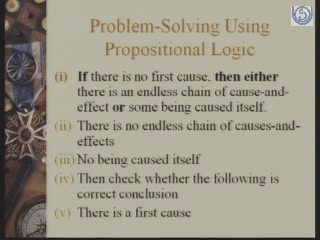 Problem-Solving Using
Propositional Logic
(i) If there is no first cause, then either
there is an endless chain of cause-and-
effect or some being caused itself.
(ii) There is no endless chain of causes-and-
effects
(iii) No being caused itself
(iv) Then check whether the following is
correct conclusion
(v) There is a first cause